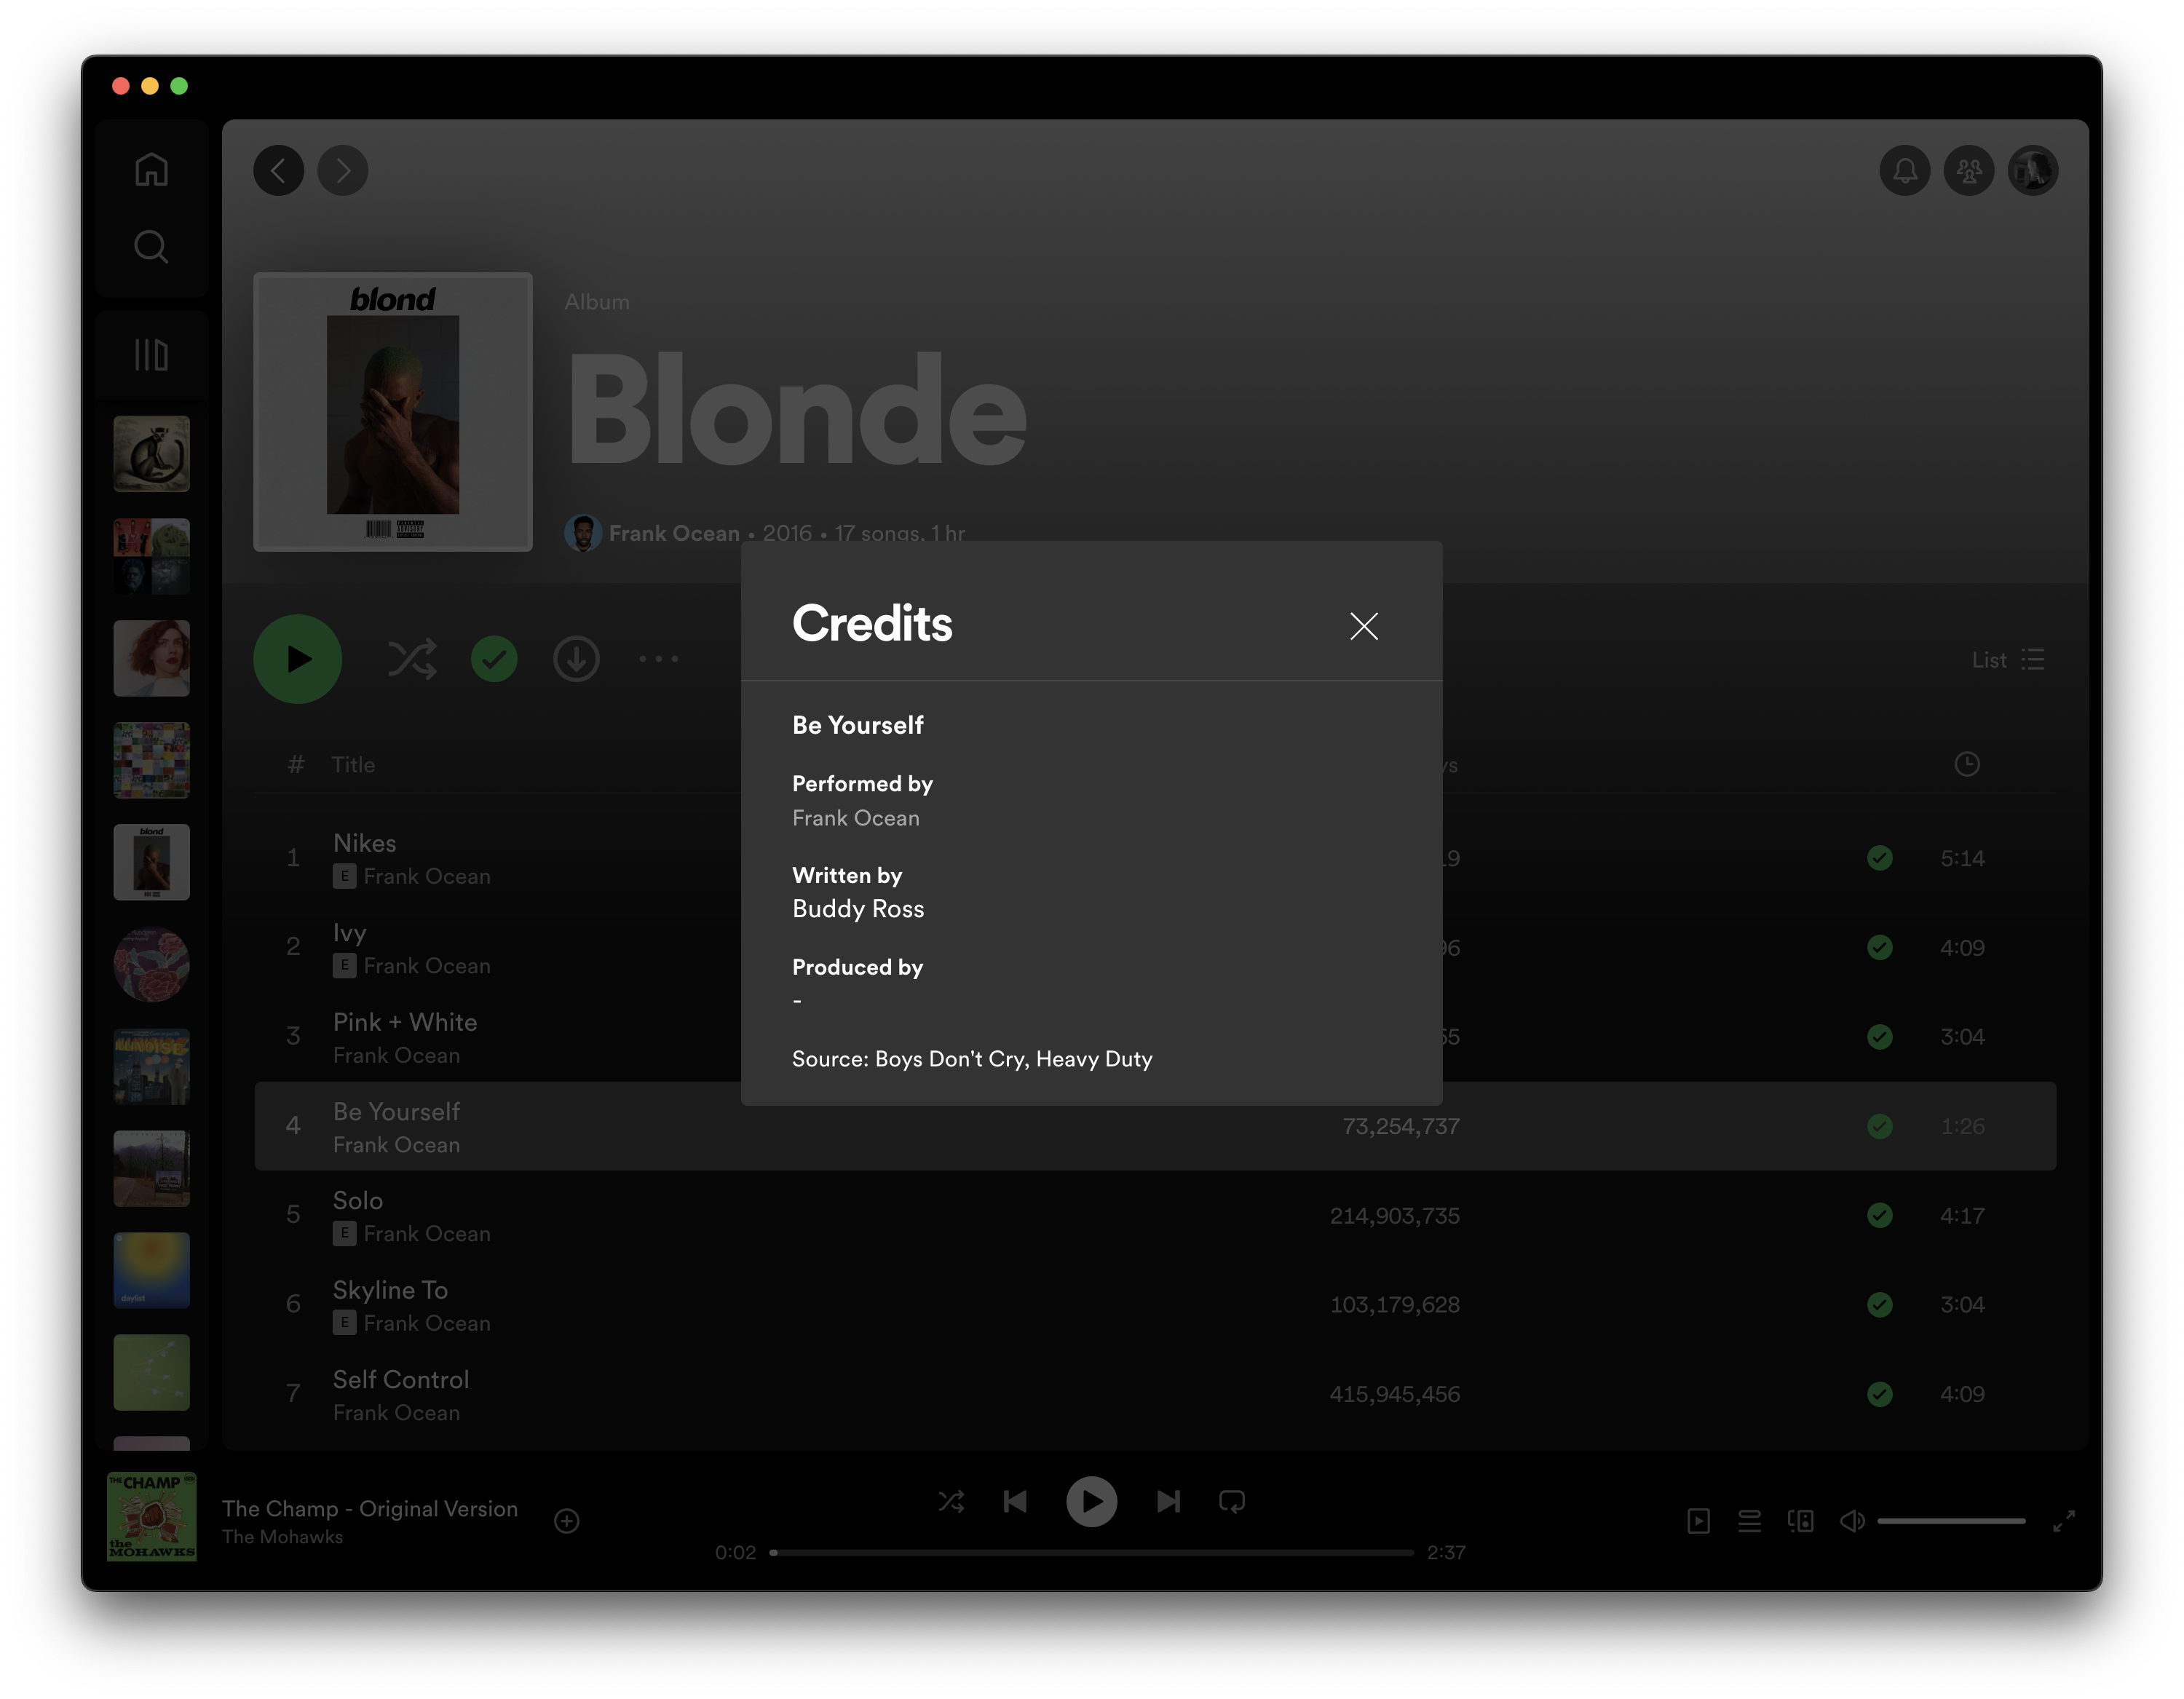 blond
Album
Blonde
Frank Ocean • 2016 • 17 songs, 1 hr
Credits
List
Be Yourself
# Title
Performed by
Frank Ocean
1 Nikes
E Frank Ocean
5:14
Written by
Buddy Ross
2 Ivy
E Frank Ocean
4:09
Produced by
-
3 Pink + White
Frank Ocean
3:04
Source: Boys Don't Cry, Heavy Duty
4 Be Yourself
Frank Ocean
73,254,737
1:26
5 Solo
E Frank Ocean
214,903,735
4:17
6 Skyline To
E Frank Ocean
103,179,628
3:04
7 Self Control
Frank Ocean
415,945,456
4:09
blond
daylist
THE CHAMP
the MOHAWKS
The Champ - Original Version
The Mohawks
0:02
2:37